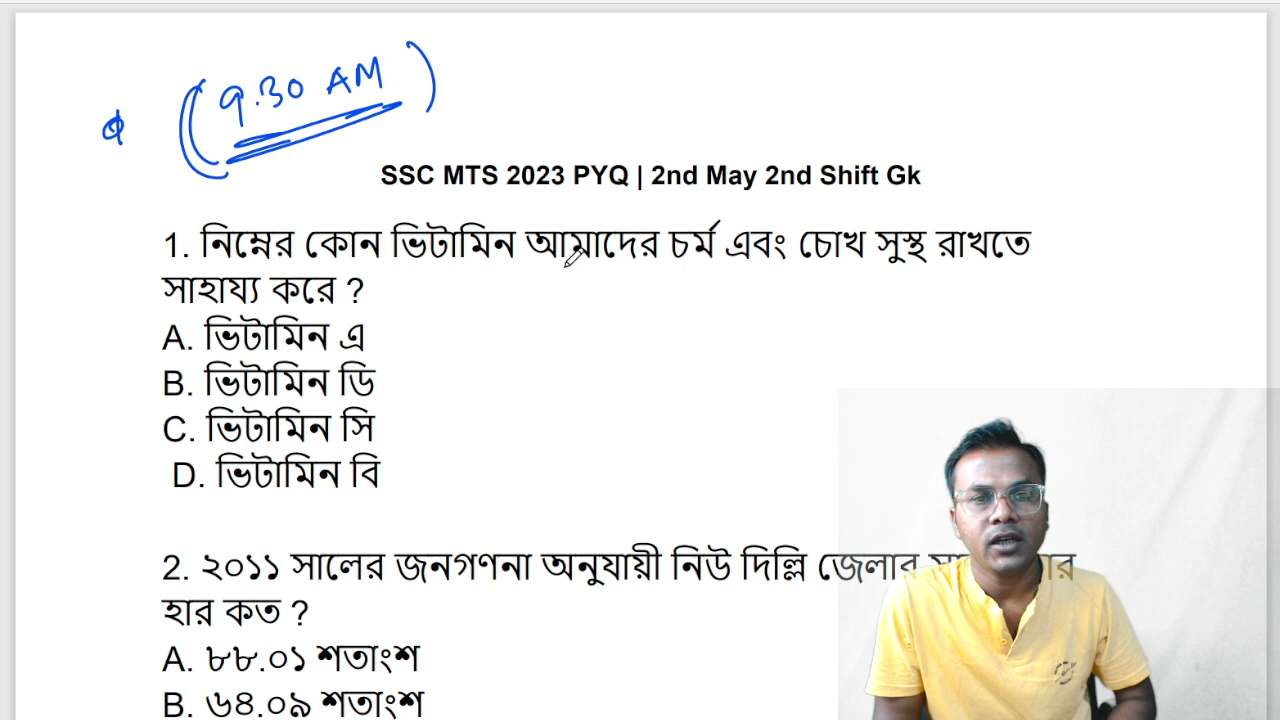 (9.30 AM)
SSC MTS 2023 PYQ | 2nd May 2nd Shift Gk
1. নিম্নের কোন ভিটামিন আমাদের চর্ম এবং চোখ সুস্থ রাখতে
সাহায্য করে ?
A. ভিটামিন এ
B. ভিটামিন ডি
C. ভিটামিন সি
D. ভিটামিন বি
2. ২০১১ সালের জনগণনা অনুযায়ী নিউ দিল্লি জেলার
হার কত ?
A. ৮৮.০১ শতাংশ
B. ৬৪.০৯ শতাংশ